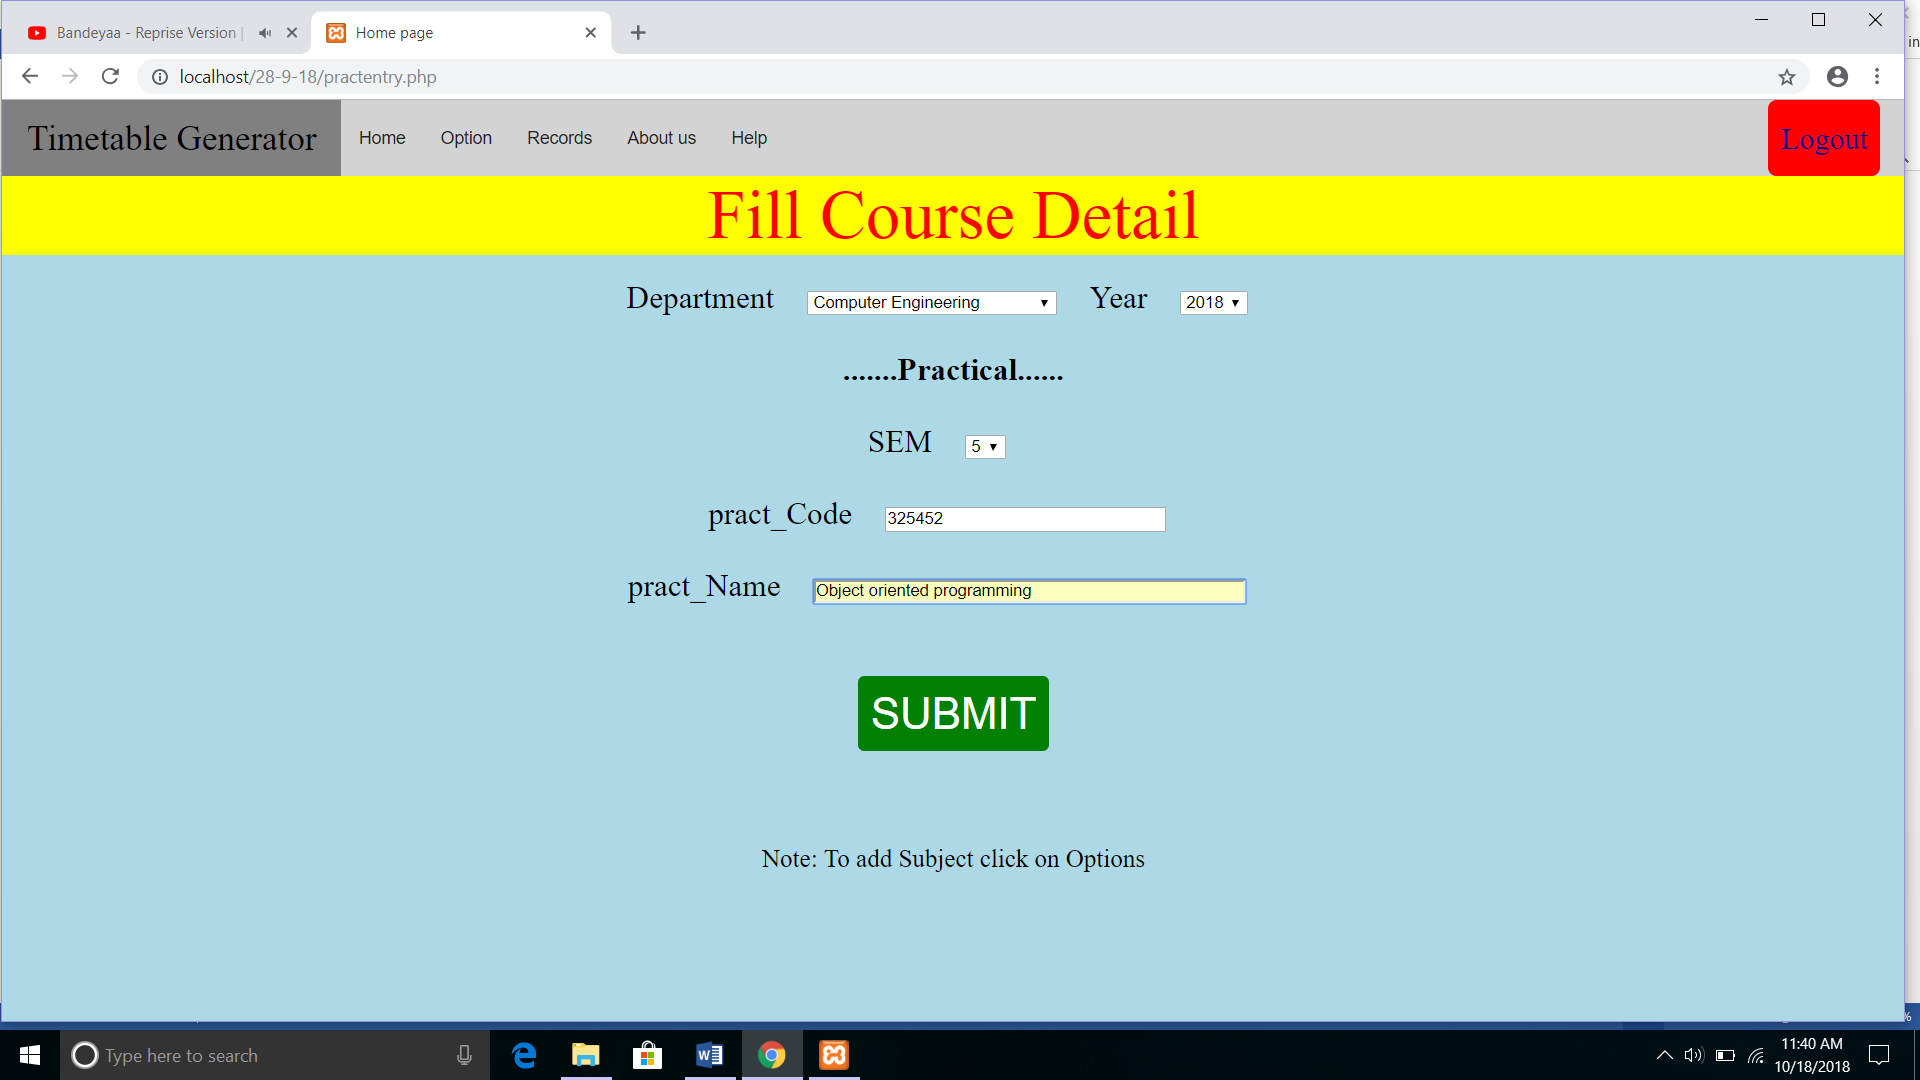 Bandeyaa - Reprise Version |
Home page
in
localhost/28-9-18/practentry.php
Timetable Generator
Home
Option
Records
About us
Help
Logout
Fill Course Detail
Department
Computer Engineering
Year
2018
.......Practical......
SEM
5
pract_Code
325452
pract_Name
Object oriented programming
SUBMIT
Note: To add Subject click on Options
%
Type here to search
11:40 AM
10/18/2018